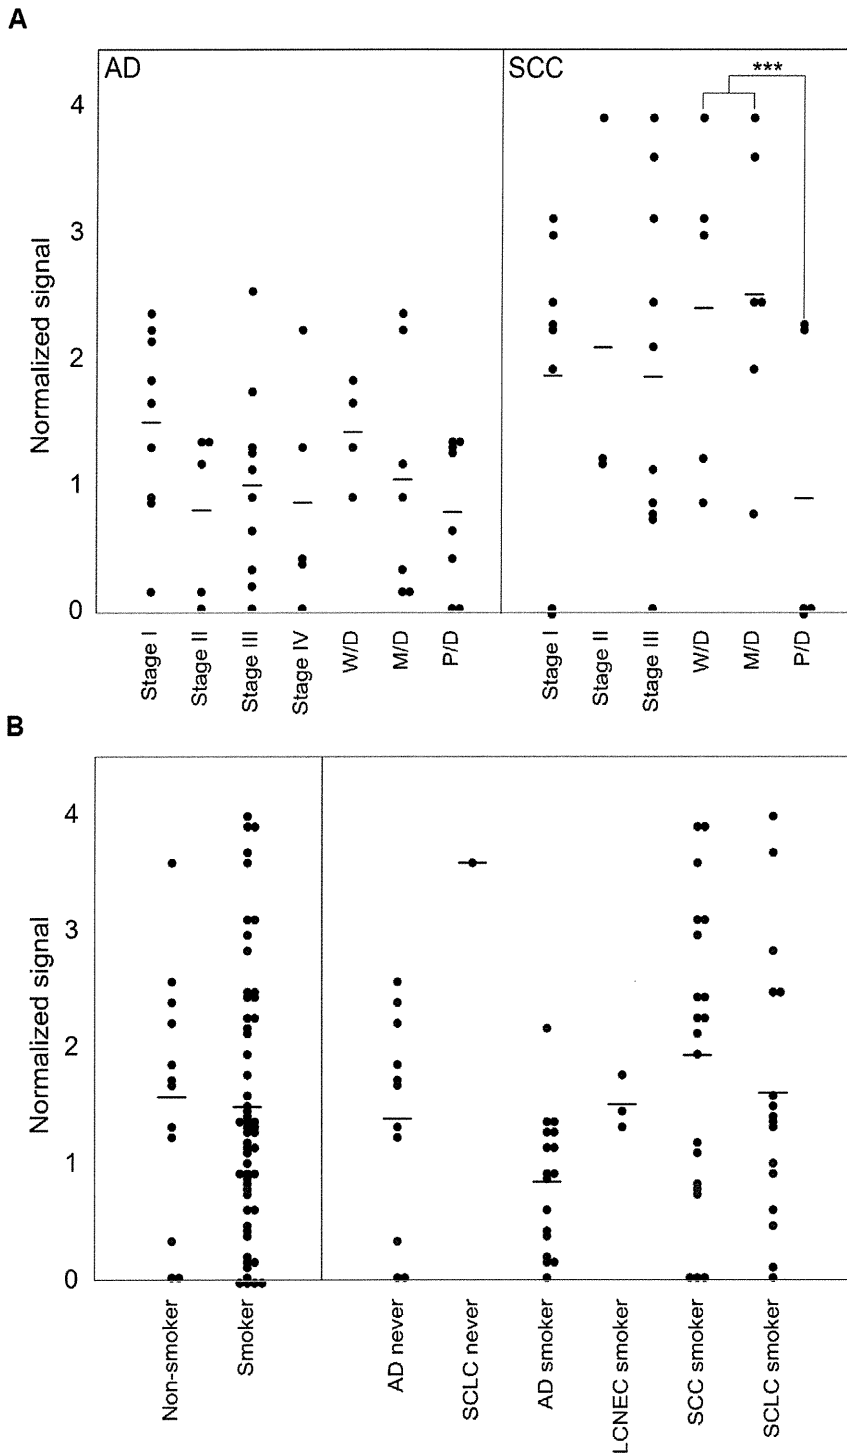 A
AD
SCC
***
4
3
2
1
0
Normalized signal
Stage I
Stage II
Stage III
Stage IV
W/D
M/D
P/D
Stage I
Stage II
Stage III
W/D
M/D
P/D
B
4
3
2
1
0
Normalized signal
Non-smoker
Smoker
AD never
SCLC never
AD smoker
LCNEC smoker
SCC smoker
SCLC smoker